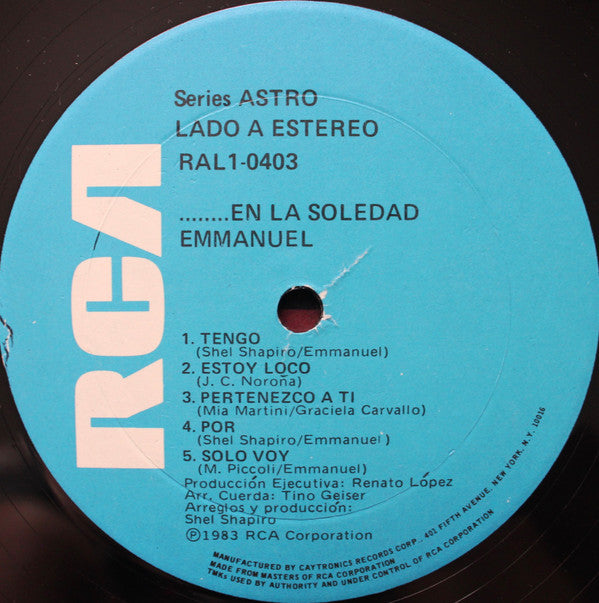 RCA
Series ASTRO
LADO A ESTEREO
RAL1-0403
........EN LA SOLEDAD
EMMANUEL
1. TENGO
(Shel Shapiro/Emmanuel)
2. ESTOY LOCO
(J. C. Noroña)
3. PERTENEZCO A TI
(Mia Martini/Graciela Carvallo)
4. POR
(Shel Shapiro/Emmanuel)
5. SOLO VOY
(M. Piccoli/Emmanuel)
Producción Ejecutiva: Renato López
Arr. Cuerda: Tino Geiser
Arreglos y producción:
Shel Shapiro
Ⓟ1983 RCA Corporation
MANUFACTURED BY CAYTRONICS RECORDS CORP., 401 FIFTH AVENUE, NEW YORK, N.Y. 10016
MADE FROM MASTERS OF RCA CORPORATION
TMKs USED BY AUTHORITY AND UNDER CONTROL OF RCA CORPORATION